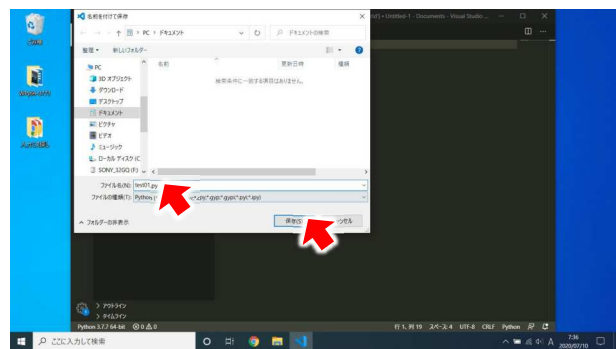 名前を付けて保存
Untitled-1 - Documents - Visual Studio ...
PC > ドキュメント
ドキュメントの検索
整理 新しいフォルダー
PC
3D オブジェクト
ダウンロード
デスクトップ
ドキュメント
ピクチャ
ビデオ
ミュージック
ローカル ディスク (C
SONY_32GQ (F:)
名前 更新日時 種類
検索条件に一致する項目はありません。
ファイル名(N): test01.py
ファイルの種類(T): Python
フォルダーの非表示
保存(S)
> アウトライン
> タイムライン
Python 3.7.7 64-bit 0 0
行 1、列 19 スペース: 4 UTF-8 CRLF Python
ここに入力して検索
A
7:36
2020/07/10